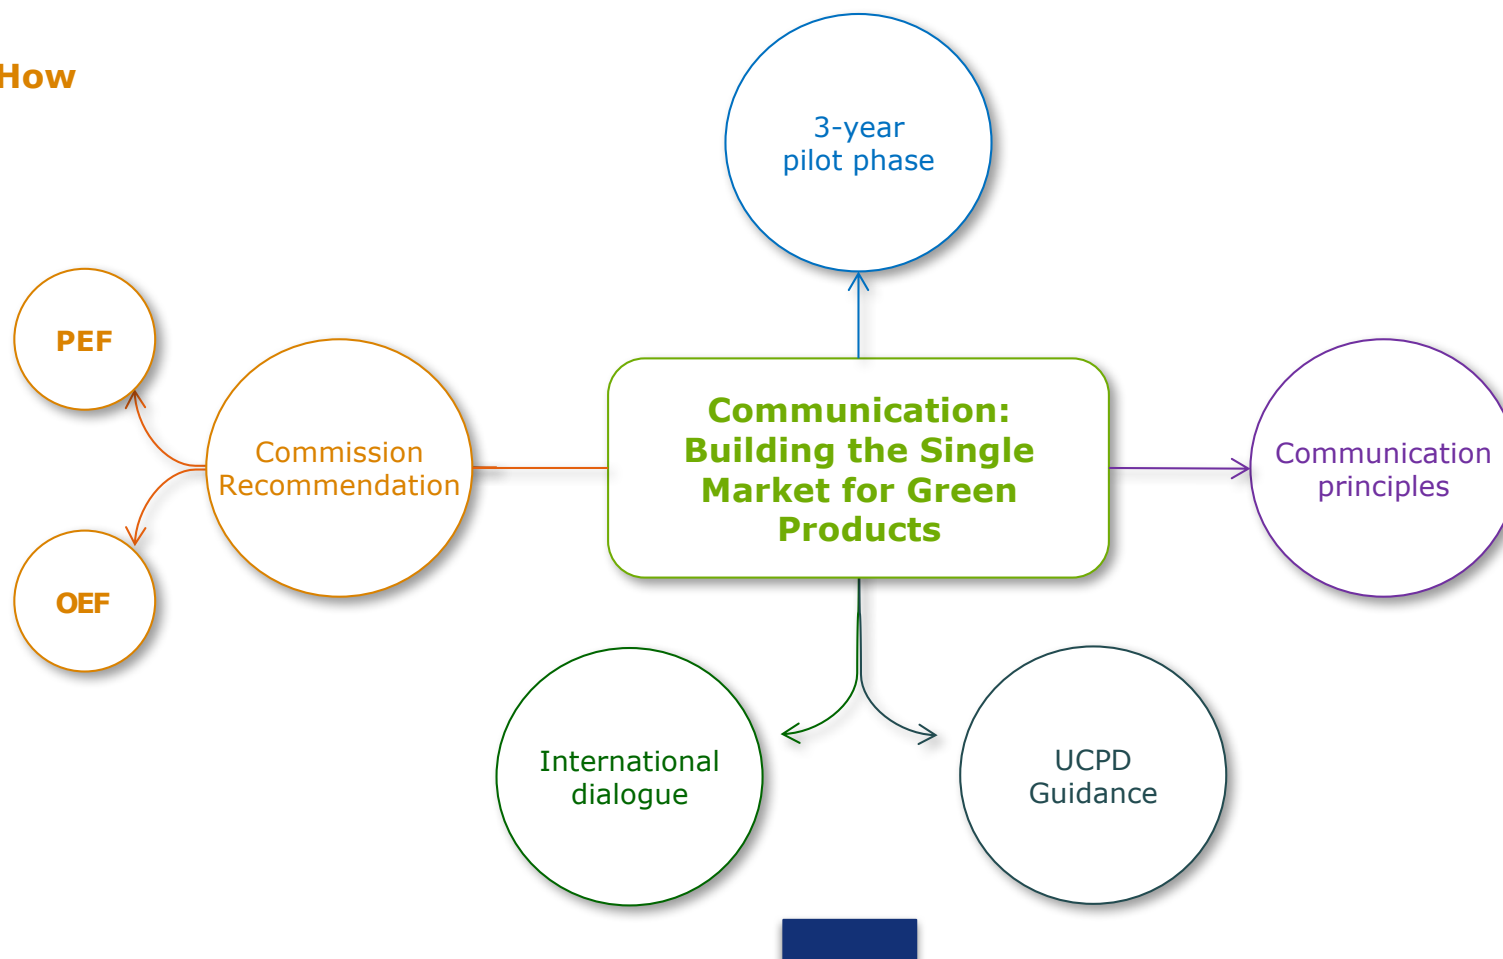 How
3-year
pilot phase
PEF
Commission
Recommendation
OEF
Communication:
Building the Single
Market for Green
Products
Communication
principles
International
dialogue
UCPD
Guidance